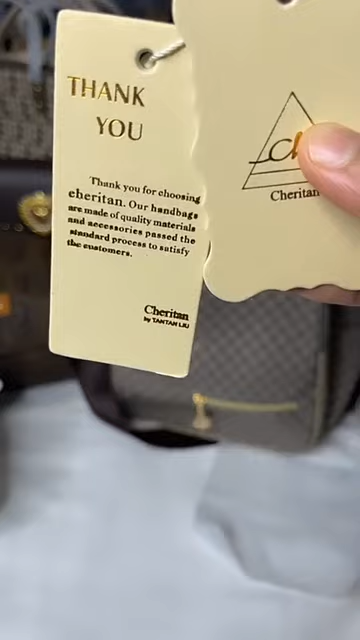 THANK
YOU
Thank you for choosing
eheritan. Our handbags
are made of quality materials
and accessories passed the
standard process to satisfy
the customers.
Cheritan
by TANTAN LIU
Cheritan